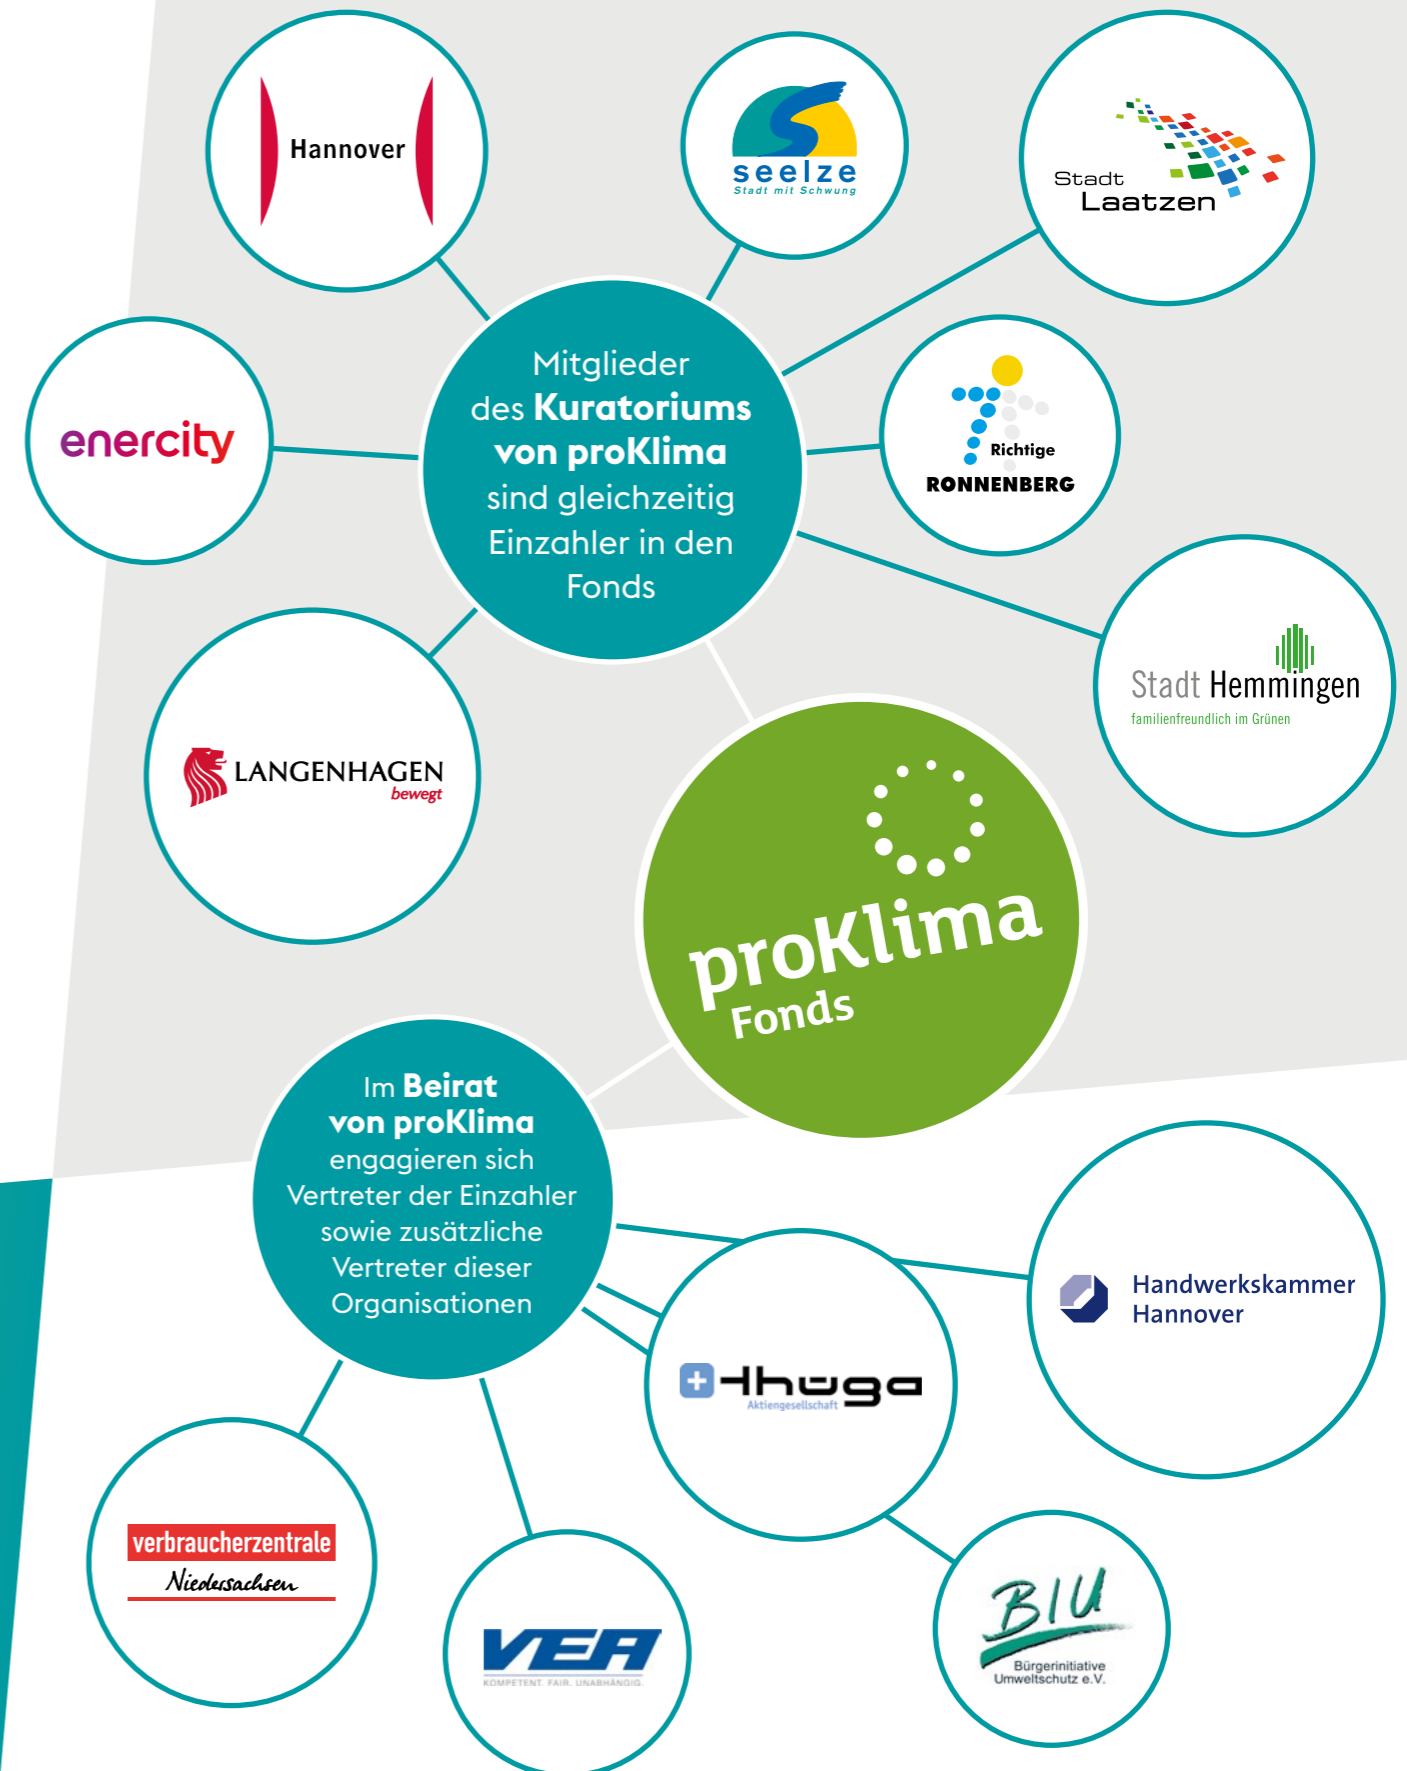 Hannover
seelze
Stadt mit Schwung
Stadt
Laatzen
enercity
Mitglieder
des Kuratoriums
von proKlima
sind gleichzeitig
Einzahler in den
Fonds
Richtige
RONNENBERG
Stadt Hemmingen
familienfreundlich im Grünen
LANGENHAGEN
bewegt
proKlima
Fonds
Im Beirat
von proKlima
engagieren sich
Vertreter der Einzahler
sowie zusätzliche
Vertreter dieser
Organisationen
Handwerkskammer
Hannover
thüga
Aktiengesellschaft
verbraucherzentrale
Niedersachsen
VEA
KOMPETENT. FAIR. UNABHÄNGIG.
BIU
Bürgerinitiative
Umweltschutz e.V.